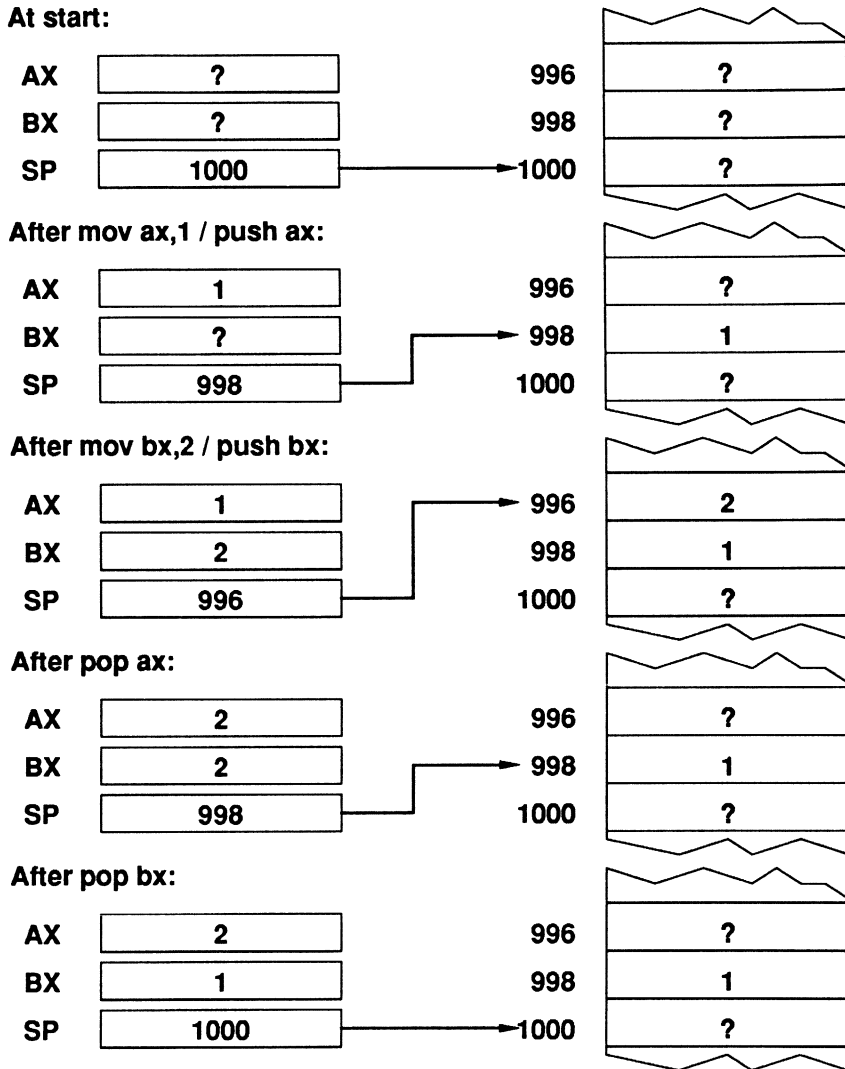 At start:
AX ? 996 ?
BX ? 998 ?
SP 1000 1000 ?
After mov ax,1 / push ax:
AX 1 996 ?
BX ? 998 1
SP 998 1000 ?
After mov bx,2 / push bx:
AX 1 996 2
BX 2 998 1
SP 996 1000 ?
After pop ax:
AX 2 996 ?
BX 2 998 1
SP 998 1000 ?
After pop bx:
AX 2 996 ?
BX 1 998 1
SP 1000 1000 ?